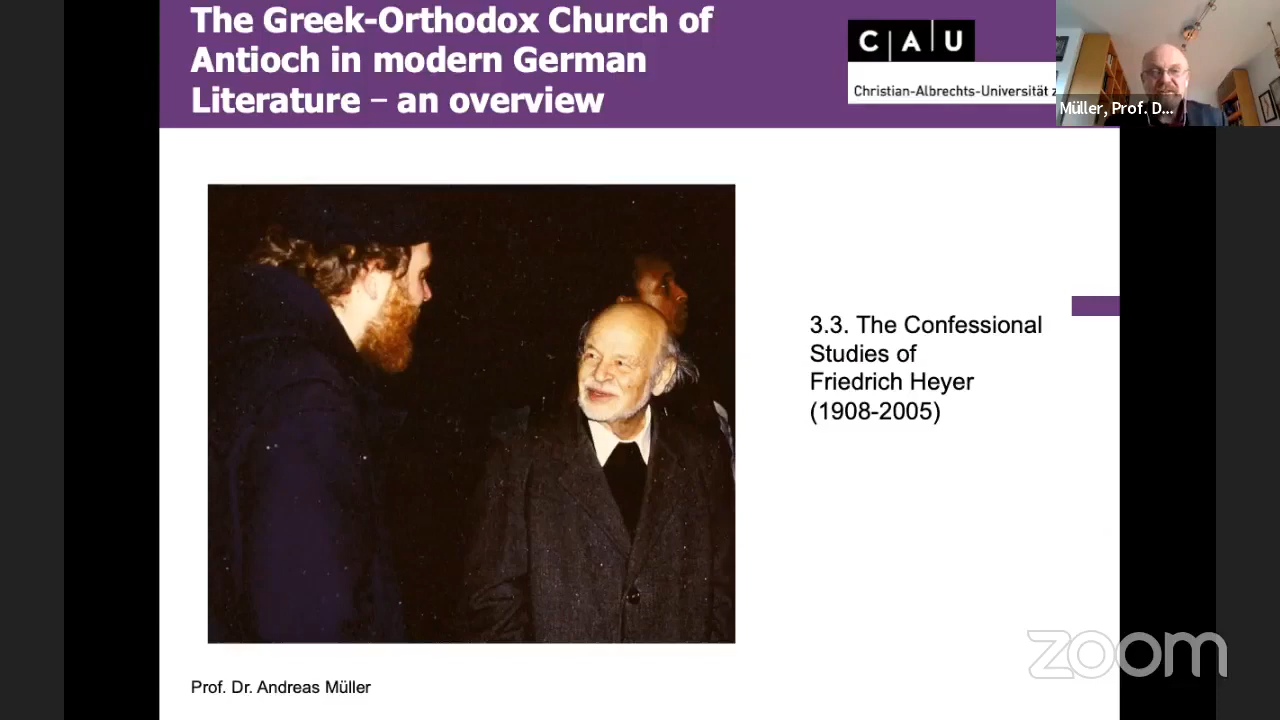 The Greek-Orthodox Church of
Antioch in modern German
Literature – an overview
CAU
Christian-Albrechts-Universität z
Müller, Prof. D...
3.3. The Confessional
Studies of
Friedrich Heyer
(1908-2005)
zoom
Prof. Dr. Andreas Müller